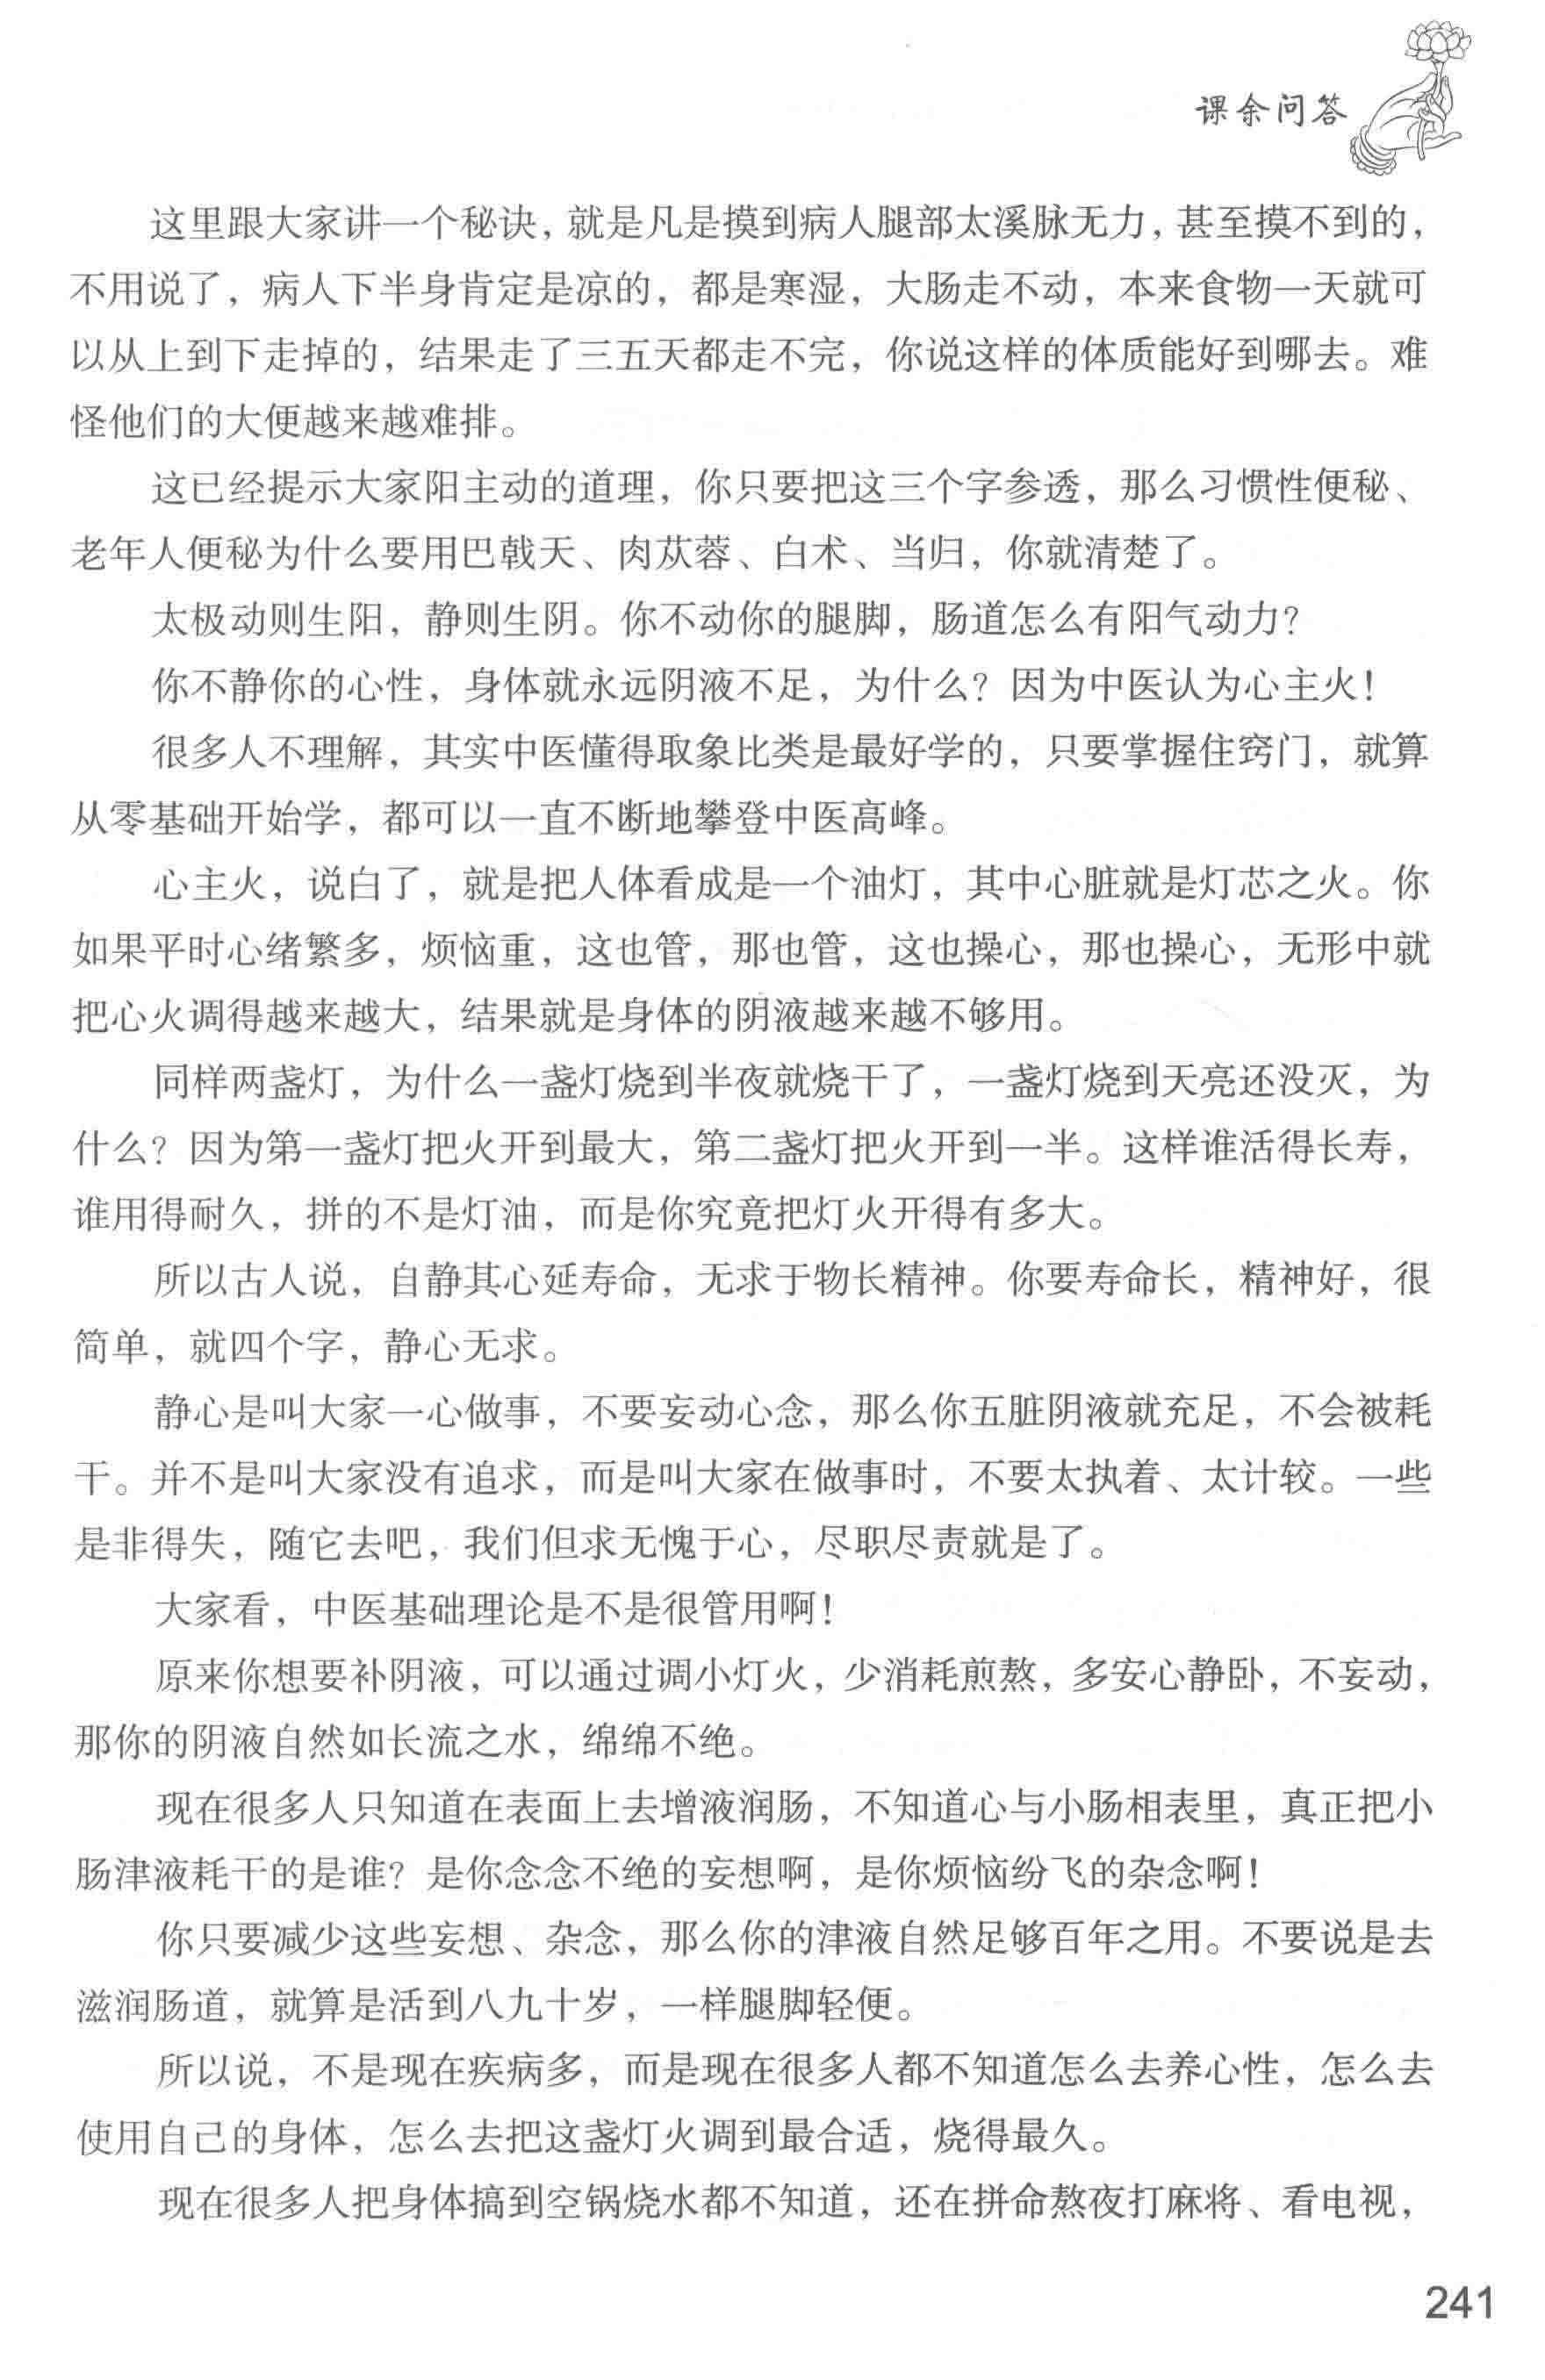 课余问答
这里跟大家讲一个秘诀，就是凡是摸到病人腿部太溪脉无力，甚至摸不到的，
不用说了，病人下半身肯定是凉的，都是寒湿，大肠走不动，本来食物一天就可
以从上到下走掉的，结果走了三五天都走不完，你说这样的体质能好到哪去。难
怪他们的大便越来越难排。
这已经提示大家阳主动的道理，你只要把这三个字参透，那么习惯性便秘、
老年人便秘为什么要用巴戟天、肉苁蓉、白术、当归，你就清楚了。
太极动则生阳，静则生阴。你不动你的腿脚，肠道怎么有阳气动力？
你不静你的心性，身体就永远阴液不足，为什么？因为中医认为心主火！
很多人不理解，其实中医懂得取象比类是最好学的，只要掌握住窍门，就算
从零基础开始学，都可以一直不断地攀登中医高峰。
心主火，说白了，就是把人体看成是一个油灯，其中心脏就是灯芯之火。你
如果平时心绪繁多，烦恼重，这也管，那也管，这也操心，那也操心，无形中就
把心火调得越来越大，结果就是身体的阴液越来越不够用。
同样两盏灯，为什么一盏灯烧到半夜就烧干了，一盏灯烧到天亮还没灭，为
什么？因为第一盏灯把火开到最大，第二盏灯把火开到一半。这样谁活得长寿，
谁用得耐久，拼的不是灯油，而是你究竟把灯火开得有多大。
所以古人说，自静其心延寿命，无求于物长精神。你要寿命长，精神好，很
简单，就四个字，静心无求。
静心是叫大家一心做事，不要妄动心念，那么你五脏阴液就充足，不会被耗
干。并不是叫大家没有追求，而是叫大家在做事时，不要太执着、太计较。一些
是非得失，随它去吧，我们但求无愧于心，尽职尽责就是了。
大家看，中医基础理论是不是很管用啊！
原来你想要补阴液，可以通过调小灯火，少消耗煎熬，多安心静卧，不妄动，
那你的阴液自然如长流之水，绵绵不绝。
现在很多人只知道在表面上去增液润肠，不知道心与小肠相表里，真正把小
肠津液耗干的是谁？是你念念不绝的妄想啊，是你烦恼纷飞的杂念啊！
你只要减少这些妄想、杂念，那么你的津液自然足够百年之用。不要说是去
滋润肠道，就算是活到八九十岁，一样腿脚轻便。
所以说，不是现在疾病多，而是现在很多人都不知道怎么去养心性，怎么去
使用自己的身体，怎么去把这盏灯火调到最合适，烧得最久。
现在很多人把身体搞到空锅烧水都不知道，还在拼命熬夜打麻将、看电视，
241